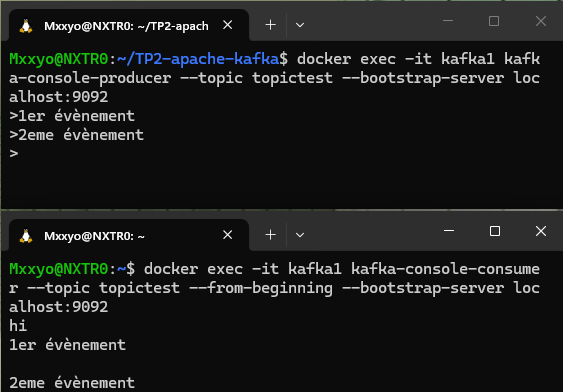 Mxxyo@NXTR0: ~/TP2-apach
Mxxyo@NXTR0:~/TP2-apache-kafka$ docker exec -it kafka1 kafk
a-console-producer --topic topictest --bootstrap-server loc
alhost:9092
>1er évènement
>2eme évènement
>
Mxxyo@NXTR0: ~
Mxxyo@NXTR0:~$ docker exec -it kafka1 kafka-console-consume
r --topic topictest --from-beginning --bootstrap-server loc
alhost:9092
hi
1er évènement
2eme évènement